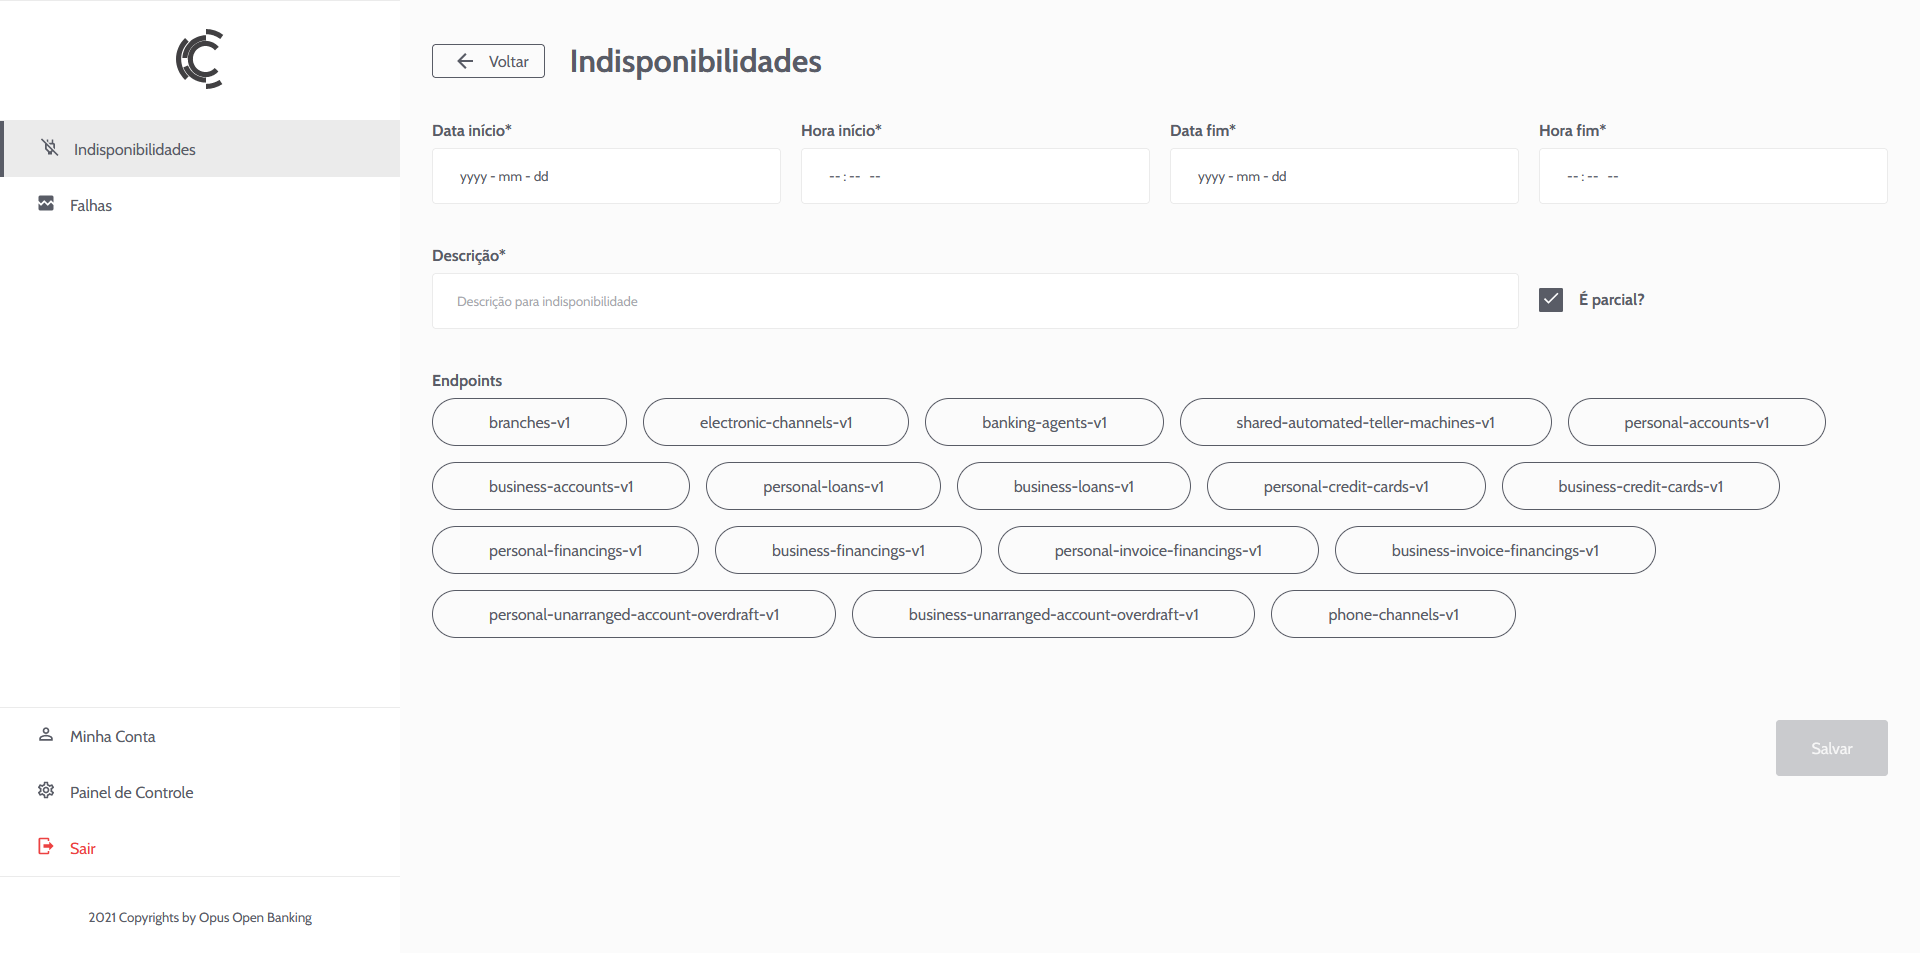 Indisponibilidades
Falhas
Minha Conta
Painel de Controle
Sair
2021 Copyrights by Opus Open Banking
Voltar
Indisponibilidades
Data início* Hora início* Data fim* Hora fim*
yyyy - mm - dd -- : -- -- yyyy - mm - dd -- : -- --
Descrição*
Descrição para indisponibilidade É parcial?
Endpoints
branches-v1 electronic-channels-v1 banking-agents-v1 shared-automated-teller-machines-v1 personal-accounts-v1
business-accounts-v1 personal-loans-v1 business-loans-v1 personal-credit-cards-v1 business-credit-cards-v1
personal-financings-v1 business-financings-v1 personal-invoice-financings-v1 business-invoice-financings-v1
personal-unarranged-account-overdraft-v1 business-unarranged-account-overdraft-v1 phone-channels-v1
Salvar